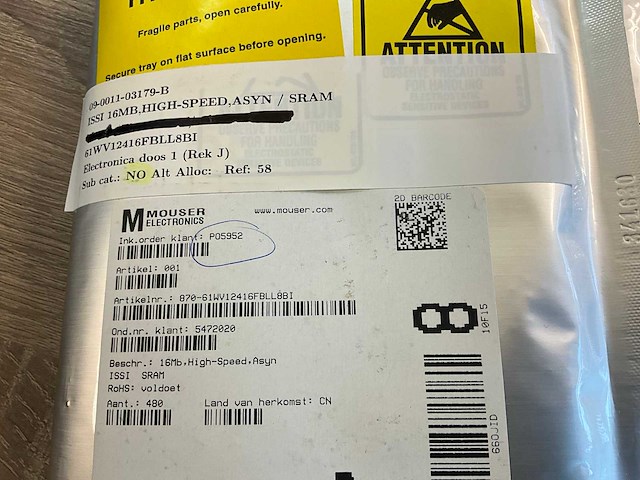 Fragile parts, open carefully.
Secure tray on flat surface before opening.
ATTENTION
09-0011-03179-B
ISSI 16MB,HIGH-SPEED,ASYN / SRAM
61WV12416FBLL8BI
Electronica doos 1 (Rek J)
Sub cat.: NO Alt Alloc: Ref: 58
M MOUSER ELECTRONICS
www.mouser.com
2D BARCODE
Ink.order klant: PO5952
Artikel: 001
Artikelnr.: 870-61WV12416FBLL8BI
Ond.nr. klant: 5472020
Beschr.: 16Mb,High-Speed,Asyn
ISSI SRAM
RoHS: voldoet
Aant.: 480
Land van herkomst: CN
10F15
660JID